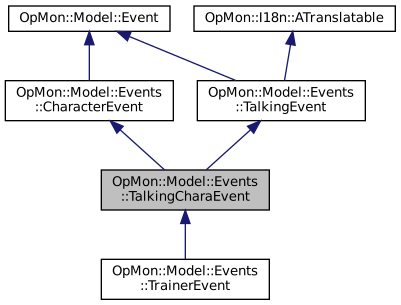 OpMon::Model::Event
OpMon::I18n::ATranslatable
OpMon::Model::Events
::CharacterEvent
OpMon::Model::Events
::TalkingEvent
OpMon::Model::Events
::TalkingCharaEvent
OpMon::Model::Events
::TrainerEvent